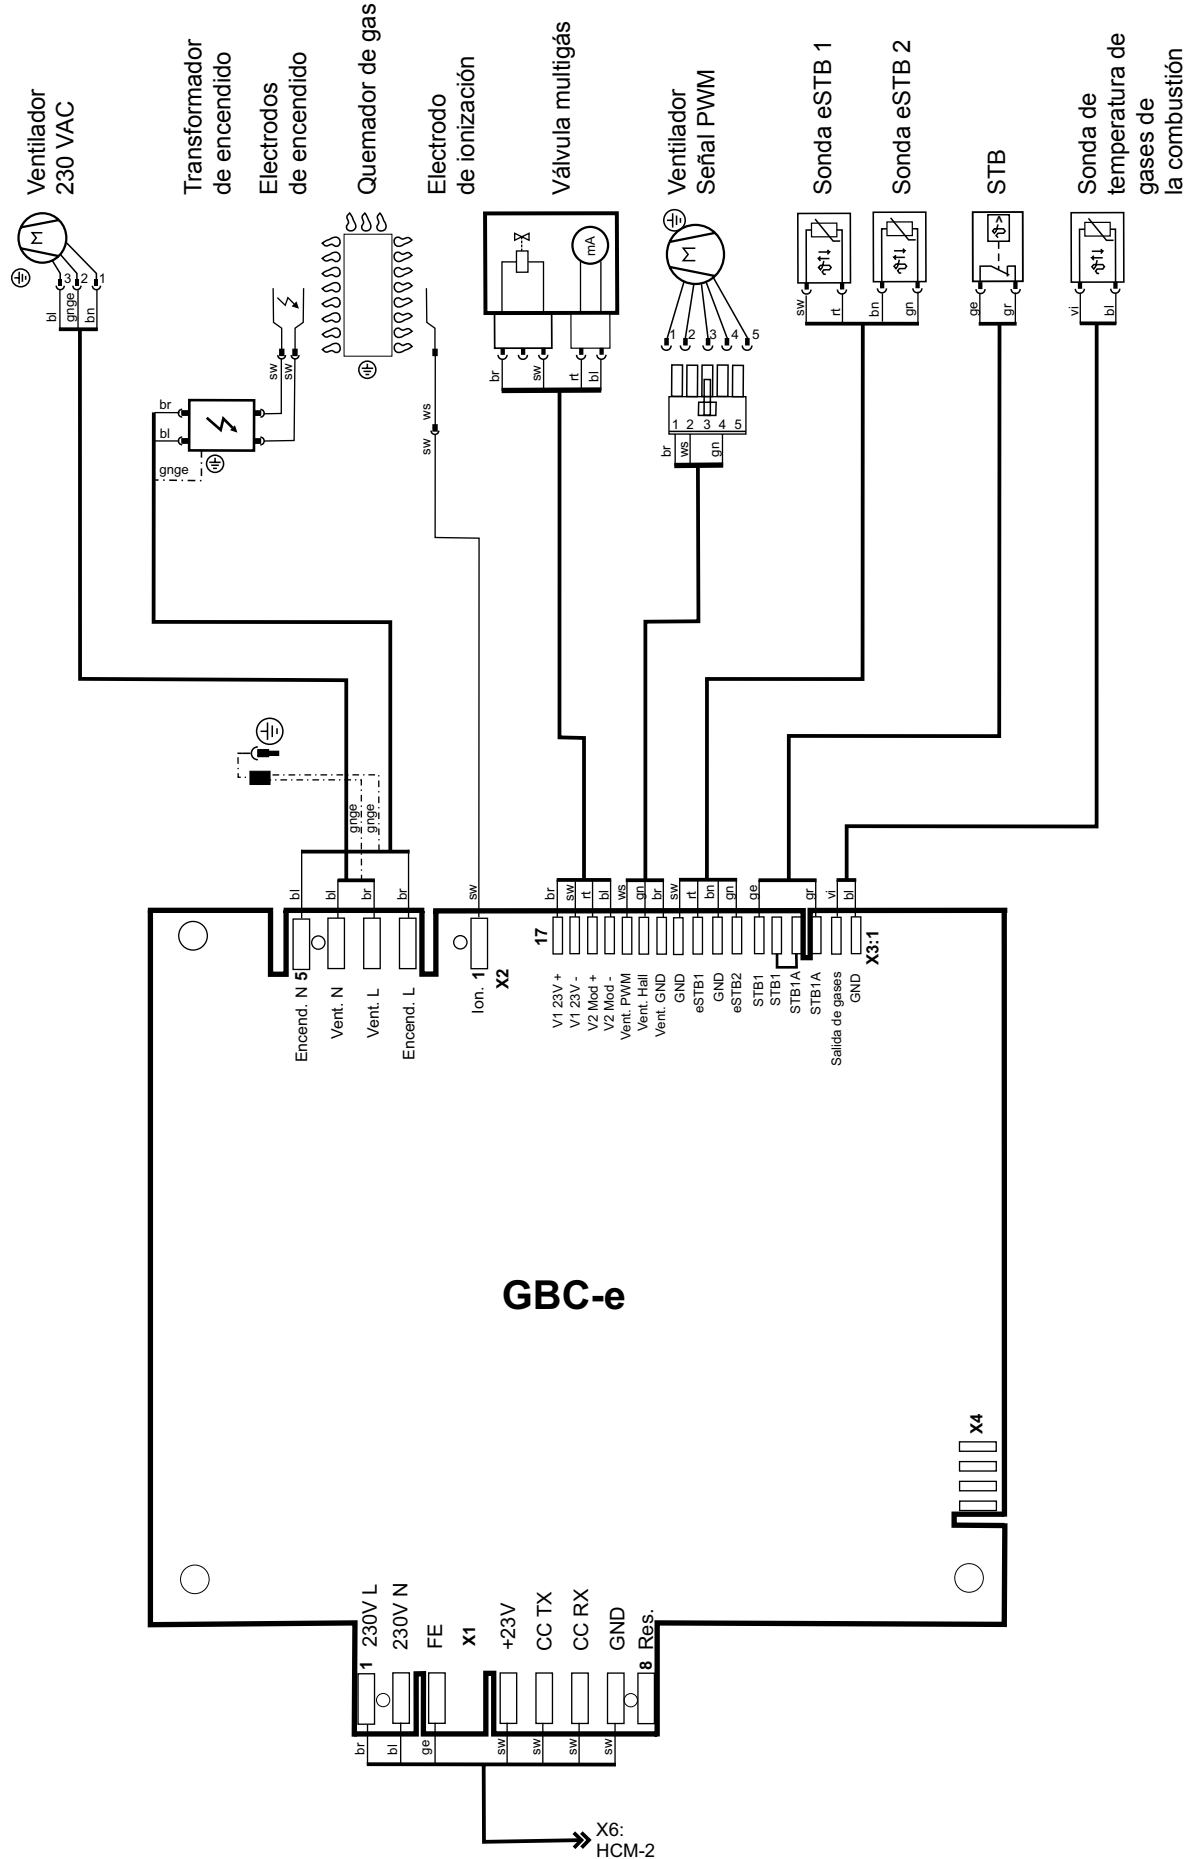 Ventilador
230 VAC
Transformador
de encendido
Electrodos
de encendido
Quemador de gas
Electrodo
de ionización
Válvula multigás
Ventilador
Señal PWM
Sonda eSTB 1
Sonda eSTB 2
STB
Sonda de
temperatura de
gases de
la combustión
M
3
2
1
bl
gnge
bn
br
bl
gnge
sw
sw
ws
sw
mA
br
sw
rt
bl
M
1
2
3
4
5
1
2
3
4
5
br
ws
gn
sw
rt
bn
gn
ge
gr
vi
bl
gnge
gnge
bl
bl
br
br
sw
br
sw
rt
bl
ws
gn
br
sw
rt
bn
gn
ge
gr
vi
bl
Encend. N 5
Vent. N
Vent. L
Encend. L
Ion. 1
X2
17
V1 23V +
V1 23V -
V2 Mod +
V2 Mod -
Vent. PWM
Vent. Hall
Vent. GND
GND
eSTB1
GND
eSTB2
STB1
STB1
STB1A
STB1A
Salida de gases
GND
X3:1
GBC-e
X4
1 230V L
230V N
FE
X1
+23V
CC TX
CC RX
GND
8 Res.
br
bl
ge
sw
sw
sw
sw
X6:
HCM-2